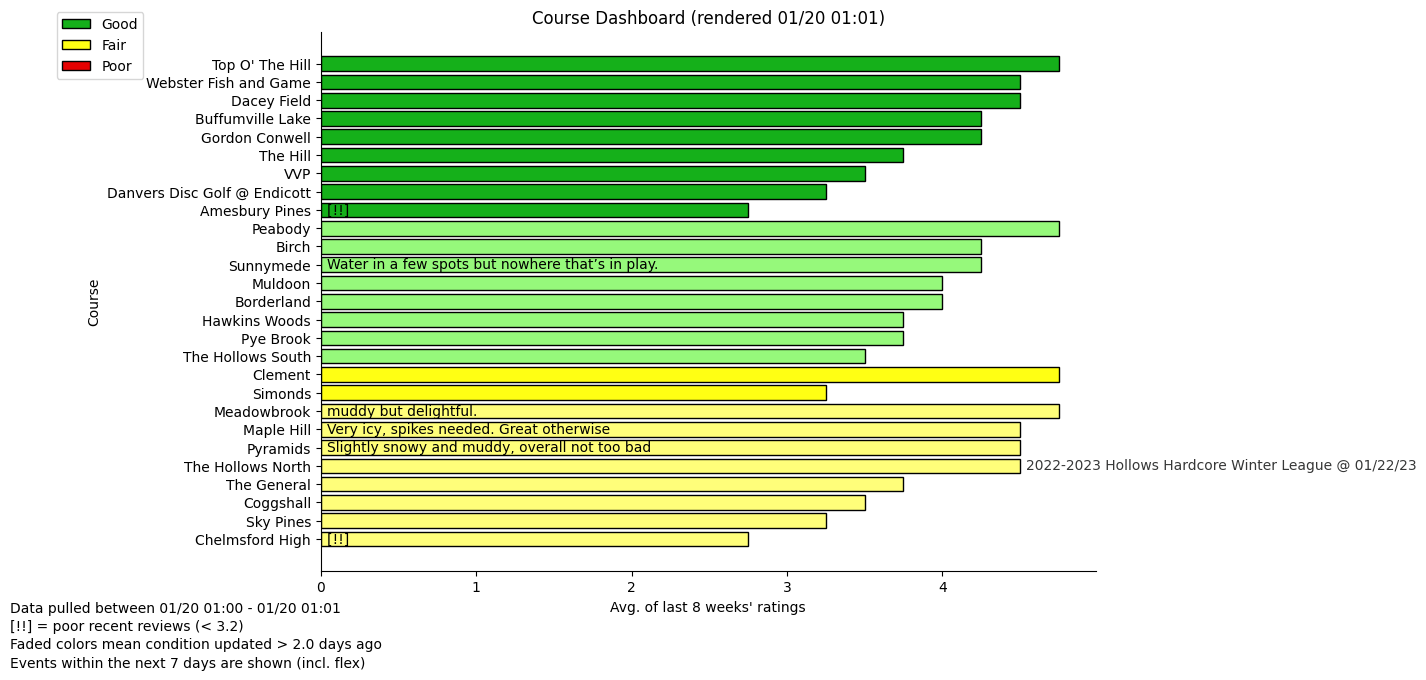 Course Dashboard (rendered 01/20 01:01)
Good
Fair
Poor
Top O' The Hill
Webster Fish and Game
Dacey Field
Buffumville Lake
Gordon Conwell
The Hill
VVP
Danvers Disc Golf @ Endicott
Amesbury Pines [!!]
Peabody
Birch
Sunnymede Water in a few spots but nowhere that’s in play.
Muldoon
Borderland
Hawkins Woods
Pye Brook
The Hollows South
Clement
Simonds
Meadowbrook muddy but delightful.
Maple Hill Very icy, spikes needed. Great otherwise
Pyramids Slightly snowy and muddy, overall not too bad
The Hollows North 2022-2023 Hollows Hardcore Winter League @ 01/22/23
The General
Coggshall
Sky Pines
Chelmsford High [!!]
Course
0 1 2 3 4
Avg. of last 8 weeks' ratings
Data pulled between 01/20 01:00 - 01/20 01:01
[!!] = poor recent reviews (< 3.2)
Faded colors mean condition updated > 2.0 days ago
Events within the next 7 days are shown (incl. flex)